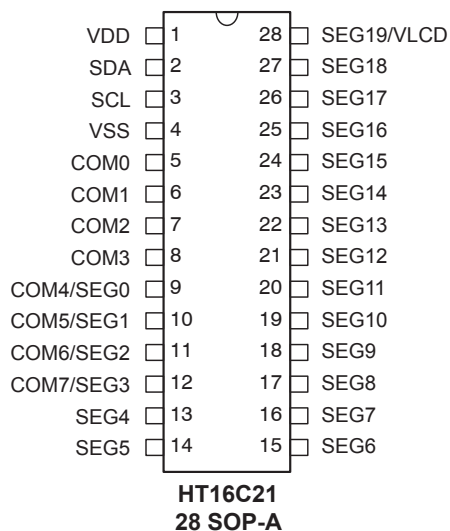 VDD 1 28 SEG19/VLCD
SDA 2 27 SEG18
SCL 3 26 SEG17
VSS 4 25 SEG16
COM0 5 24 SEG15
COM1 6 23 SEG14
COM2 7 22 SEG13
COM3 8 21 SEG12
COM4/SEG0 9 20 SEG11
COM5/SEG1 10 19 SEG10
COM6/SEG2 11 18 SEG9
COM7/SEG3 12 17 SEG8
SEG4 13 16 SEG7
SEG5 14 15 SEG6
HT16C21
28 SOP-A